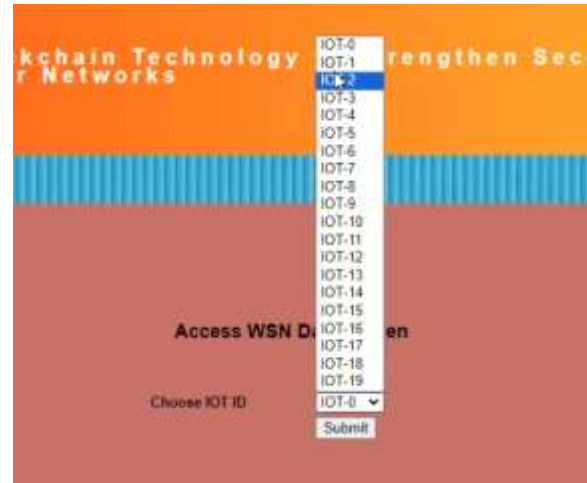 kchain Technology rengthen Sec
r Networks
IOT-0
IOT-1
IOT-2
IOT-3
IOT-4
IOT-5
IOT-6
IOT-7
IOT-8
IOT-9
IOT-10
IOT-11
IOT-12
IOT-13
IOT-14
IOT-15
IOT-16
IOT-17
IOT-18
IOT-19
Access WSN Da en
Choose IOT ID IOT-0
Submit